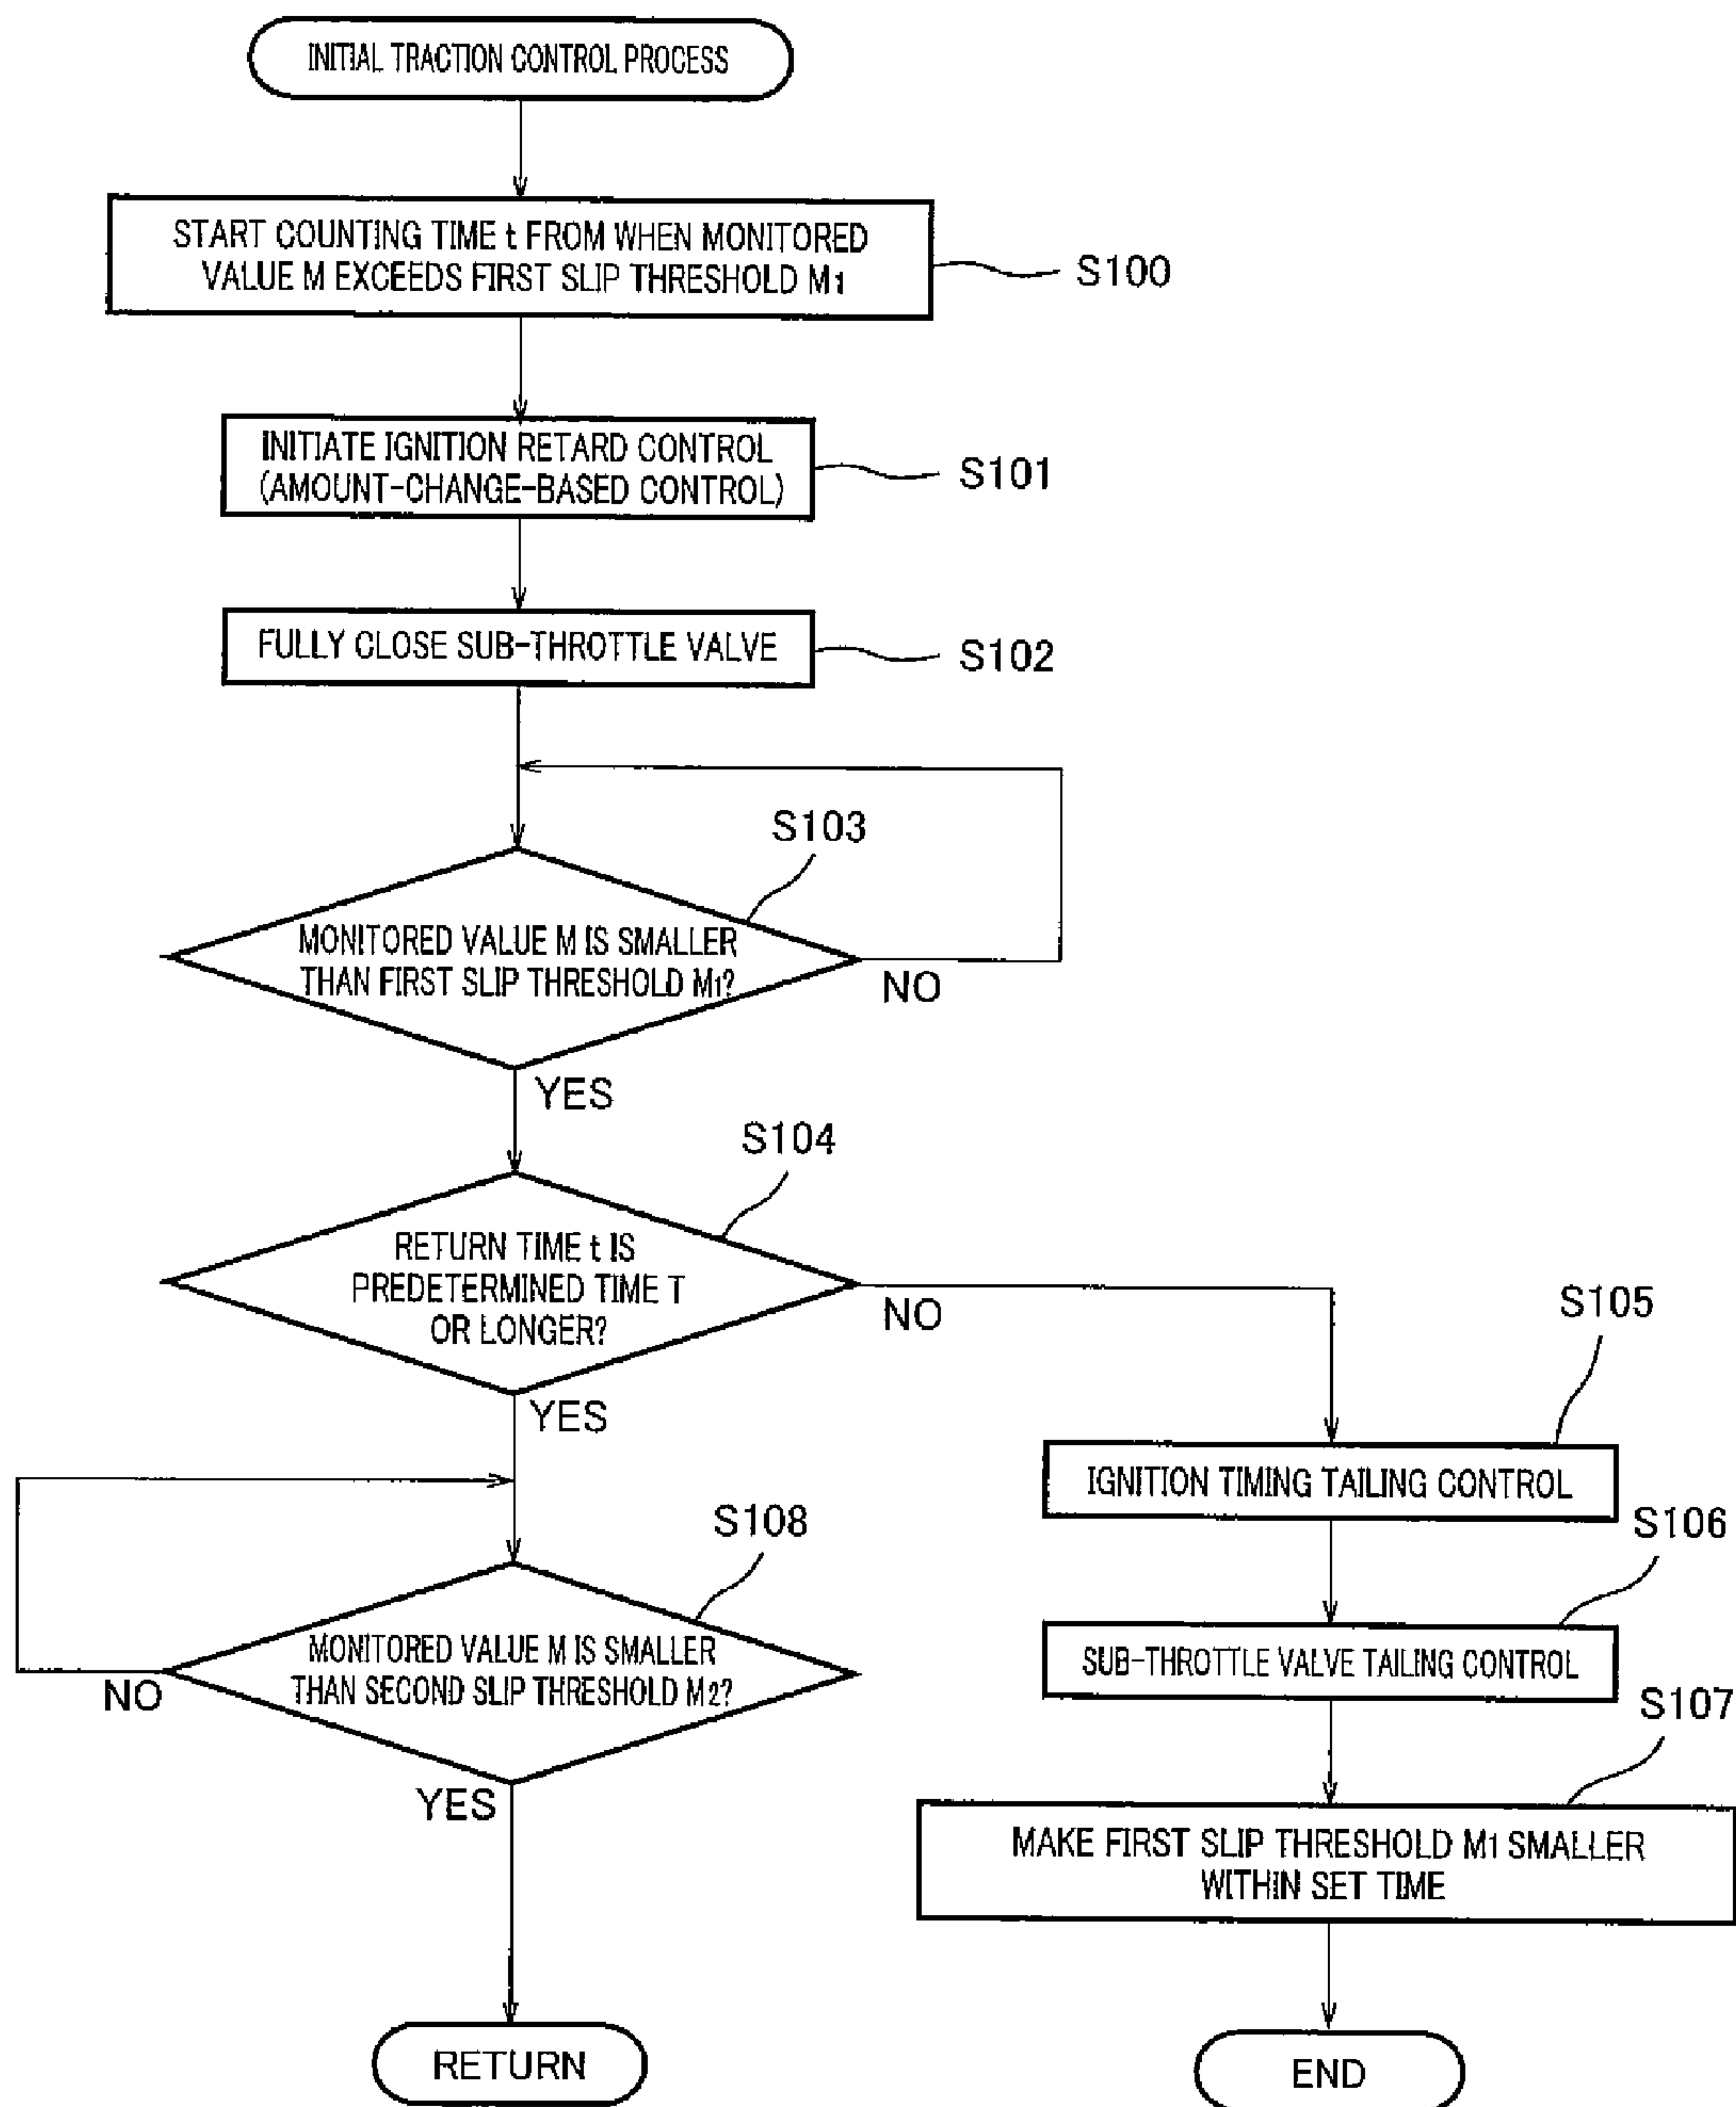 INITIAL TRACTION CONTROL PROCESS
START COUNTING TIME t FROM WHEN MONITORED
VALUE M EXCEEDS FIRST SLIP THRESHOLD M1
S100
INITIATE IGNITION RETARD CONTROL
(AMOUNT-CHANGE-BASED CONTROL)
S101
FULLY CLOSE SUB-THROTTLE VALVE
S102
S103
MONITORED VALUE M IS SMALLER
THAN FIRST SLIP THRESHOLD M1?
NO
YES
S104
RETURN TIME t IS
PREDETERMINED TIME T
OR LONGER?
NO
YES
S105
IGNITION TIMING TAILING CONTROL
S106
SUB-THROTTLE VALVE TAILING CONTROL
S107
MAKE FIRST SLIP THRESHOLD M1 SMALLER
WITHIN SET TIME
S108
MONITORED VALUE M IS SMALLER
THAN SECOND SLIP THRESHOLD M2?
NO
YES
RETURN
END